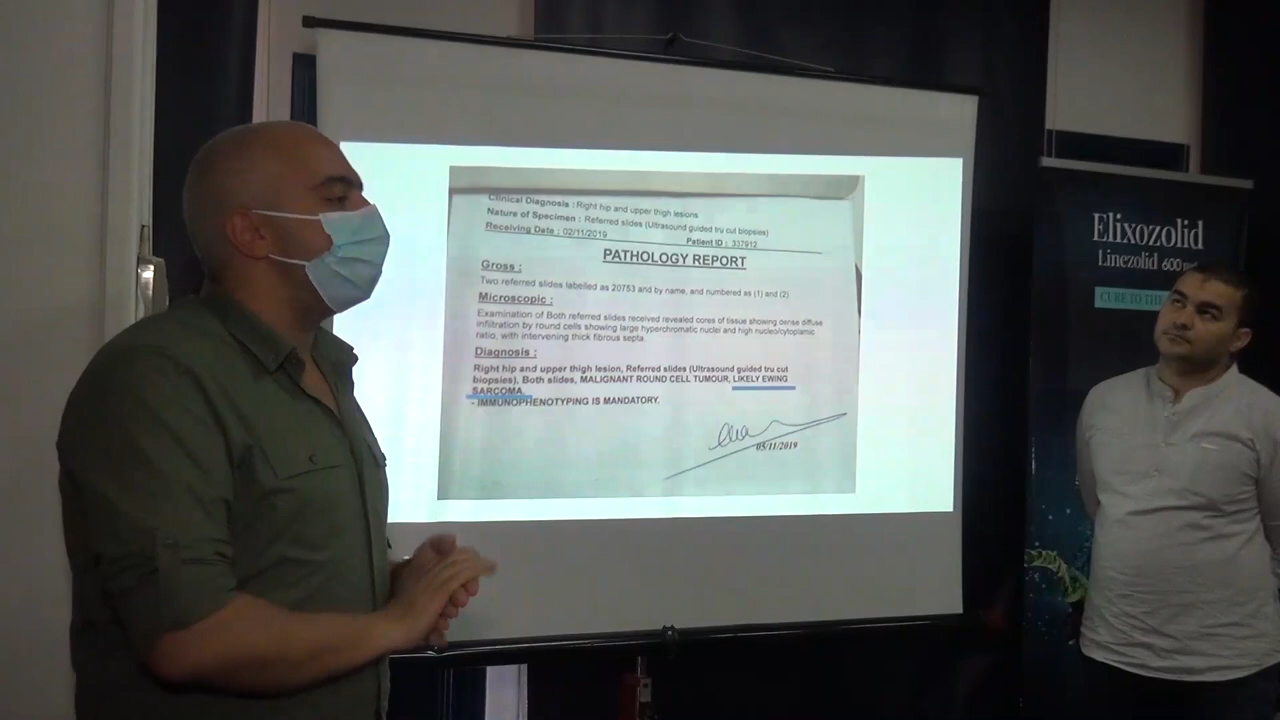 Clinical Diagnosis : Right hip and upper thigh lesions
Nature of Specimen : Referred slides (Ultrasound guided tru cut biopsies)
Receiving Date : 02/11/2019 Patient ID : 337912
PATHOLOGY REPORT
Gross :
Two referred slides labelled as 20753 and by name, and numbered as (1) and (2)
Microscopic :
Examination of Both referred slides received revealed cores of tissue showing dense diffuse
infiltration by round cells showing large hyperchromatic nuclei and high nucleo/cytoplamic
ratio, with intervening thick fibrous septa
Diagnosis :
Right hip and upper thigh lesion, Referred slides (Ultrasound guided tru cut
biopsies), Both slides, MALIGNANT ROUND CELL TUMOUR, LIKELY EWING
SARCOMA.
- IMMUNOPHENOTYPING IS MANDATORY.
05/11/2019
Elixozolid
Linezolid 600
CURE TO THE